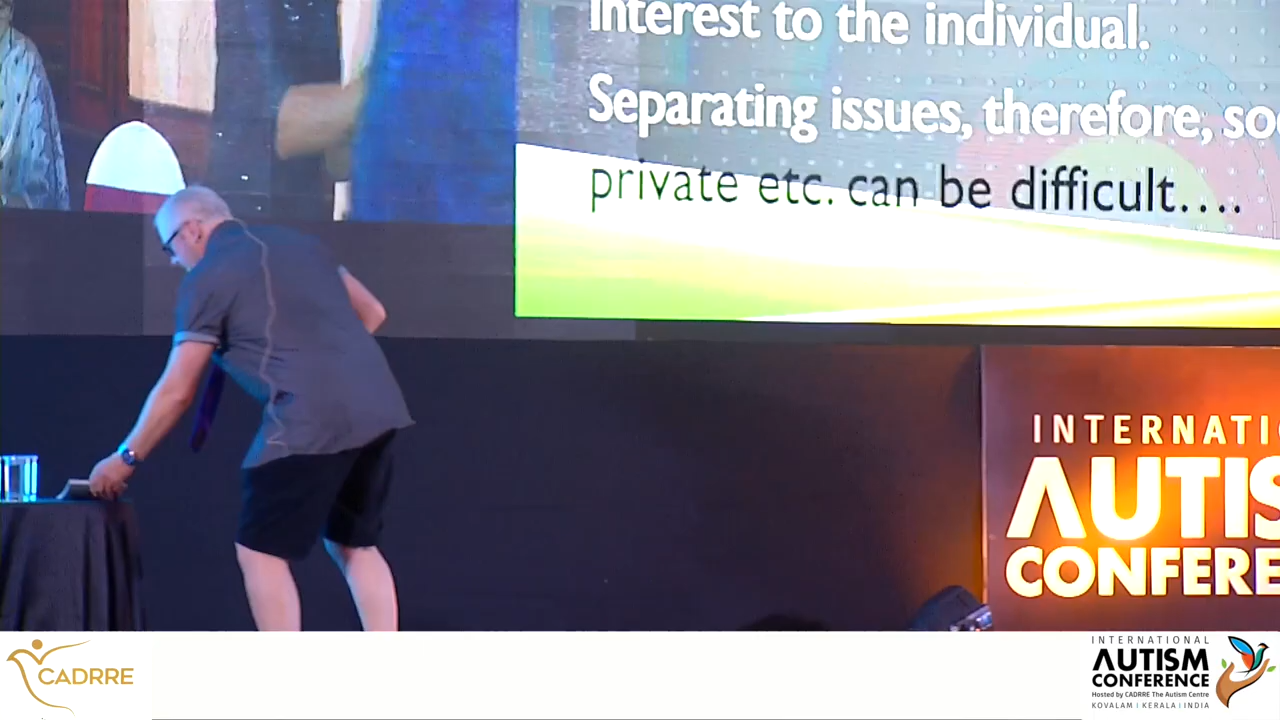 interest to the individual.
Separating issues, therefore, so
private etc. can be difficult....
INTERNATI
AUTIS
CONFERE
CADRRE
INTERNATIONAL
AUTISM
CONFERENCE
Hosted by CADRRE The Autism Centre
KOVALAM | KERALA | INDIA